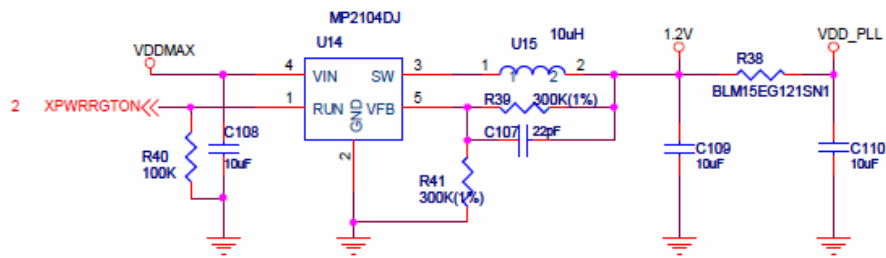 MP2104DJ
U14
VDDMAX
4
VIN
SW
3
1
U15
10uH
1
2
2
1.2V
R38
BLM15EG121SN1
VDD_PLL
2
XPWRRGTON
1
RUN
GND
VFB
5
R39
300K(1%)
C107
22pF
R40
100K
C108
10uF
2
R41
300K(1%)
C109
10uF
C110
10uF